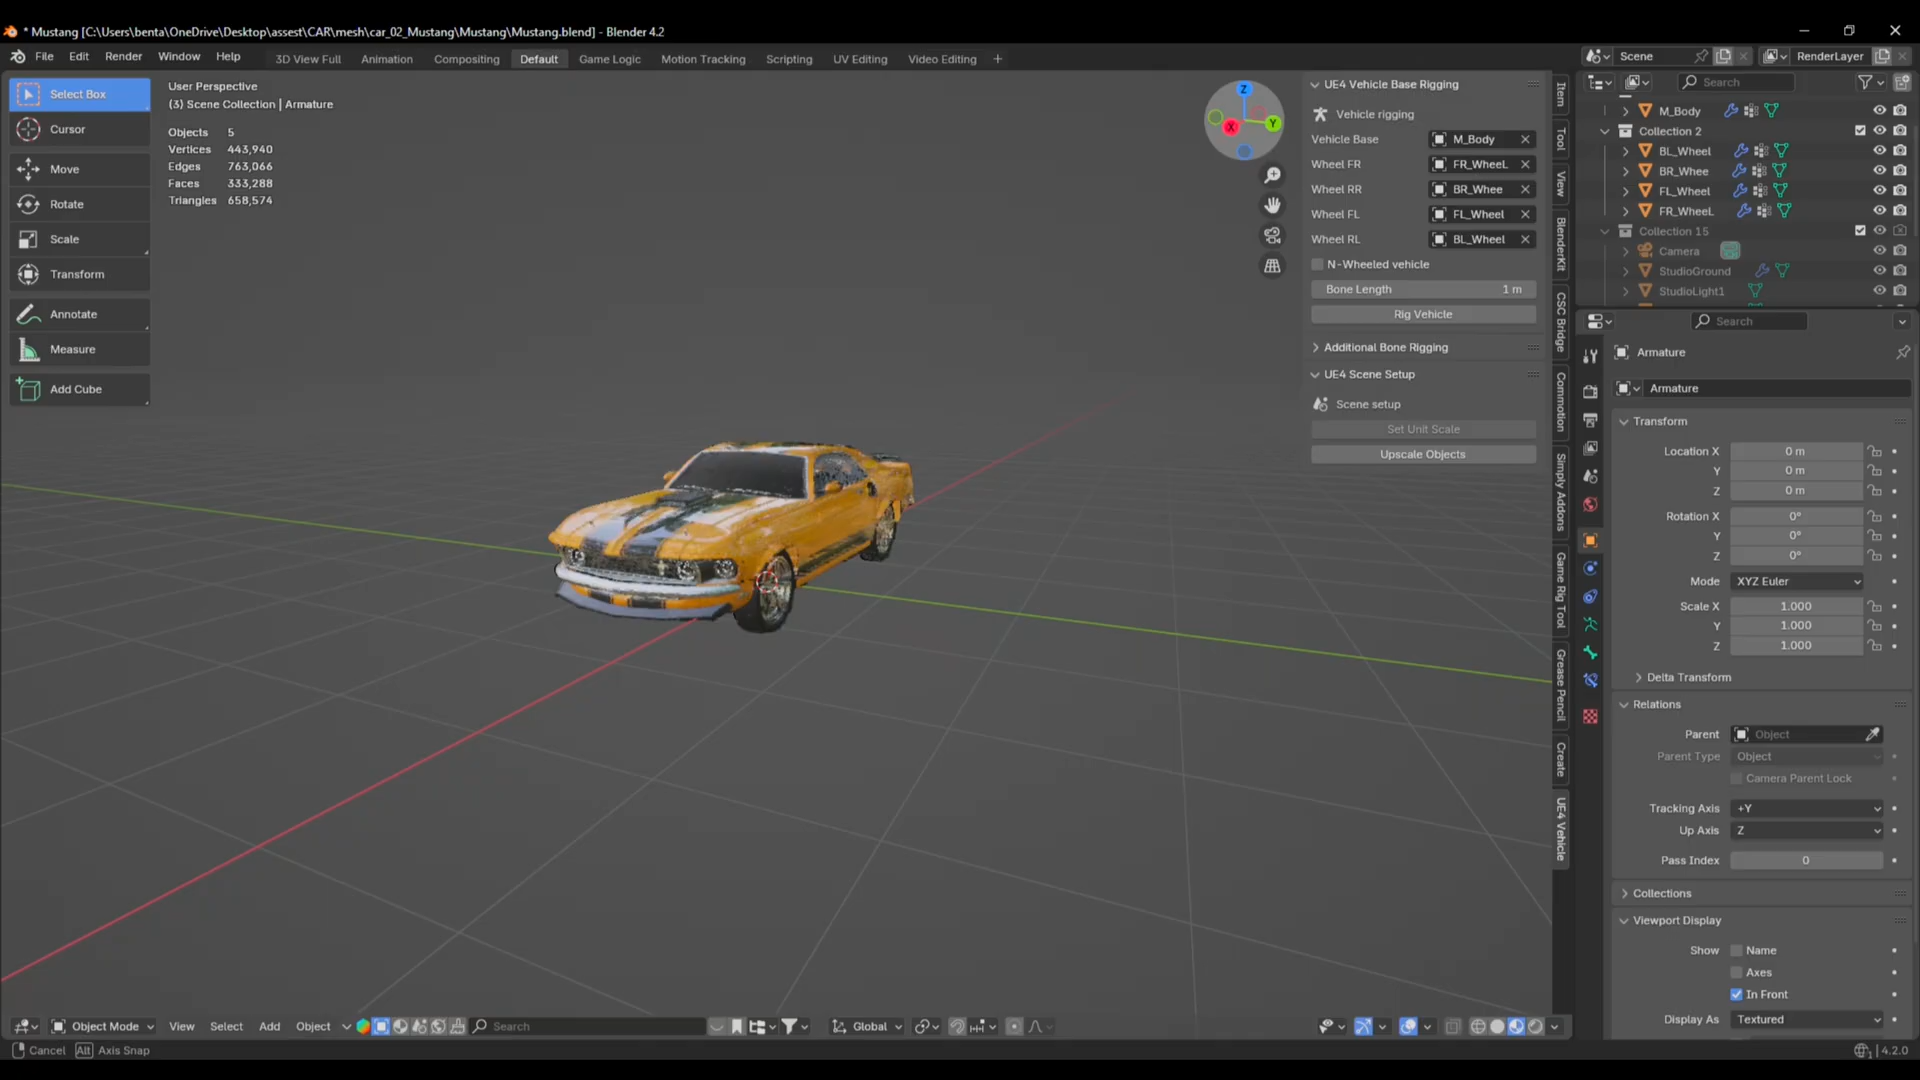 * Mustang [C:\Users\benta\OneDrive\Desktop\assest\CAR\mesh\car_02_Mustang\Mustang\Mustang.blend] - Blender 4.2
File Edit Render Window Help
3D View Full Animation Compositing Default Game Logic Motion Tracking Scripting UV Editing Video Editing +
Scene
RenderLayer
Select Box
Cursor
Move
Rotate
Scale
Transform
Annotate
Measure
Add Cube
User Perspective
(3) Scene Collection | Armature
Objects 5
Vertices 443,940
Edges 763,066
Faces 333,288
Triangles 658,574
Z
Y
X
UE4 Vehicle Base Rigging
Vehicle rigging
Vehicle Base M_Body
Wheel FR FR_WheeL
Wheel RR BR_Whee
Wheel FL FL_Wheel
Wheel RL BL_Wheel
N-Wheeled vehicle
Bone Length 1 m
Rig Vehicle
Additional Bone Rigging
UE4 Scene Setup
Scene setup
Set Unit Scale
Upscale Objects
Item
Tool
View
BlenderKit
CSC Bridge
Commotion
Simply Addons
Game Rig Tool
Grease Pencil
Create
UE4 Vehicle
Search
M_Body
Collection 2
BL_Wheel
BR_Whee
FL_Wheel
FR_WheeL
Collection 15
Camera
StudioGround
StudioLight1
Search
Armature
Armature
Transform
Location X 0 m
Y 0 m
Z 0 m
Rotation X 0°
Y 0°
Z 0°
Mode XYZ Euler
Scale X 1.000
Y 1.000
Z 1.000
Delta Transform
Relations
Parent Object
Parent Type Object
Camera Parent Lock
Tracking Axis +Y
Up Axis Z
Pass Index 0
Collections
Viewport Display
Show Name
Axes
In Front
Display As Textured
Object Mode View Select Add Object Search Global
Cancel Alt Axis Snap
4.2.0